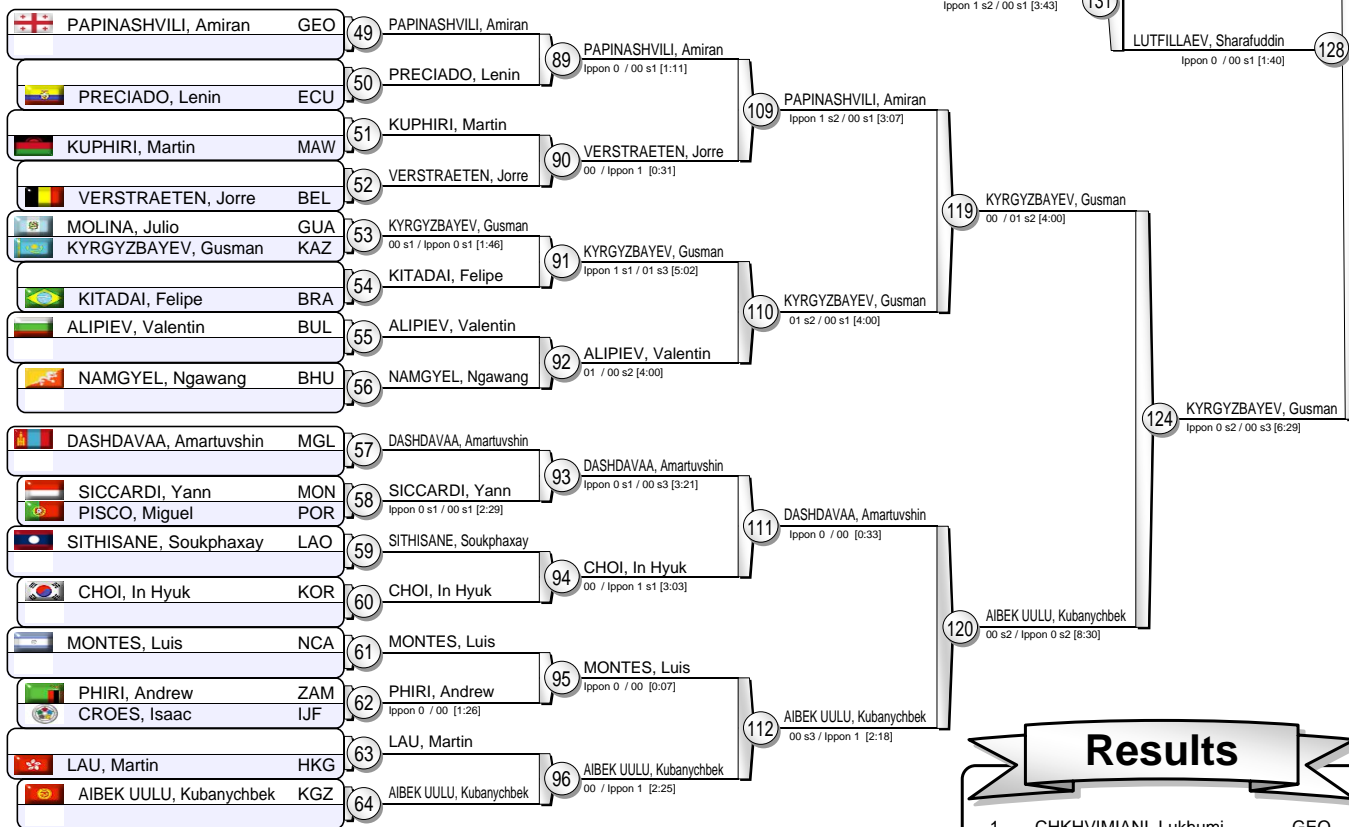 Ippon 1 s2 / 00 s1 [3:43]
131
LUTFILLAEV, Sharafuddin
128
Ippon 0 / 00 s1 [1:40]
PAPINASHVILI, Amiran GEO
49
PAPINASHVILI, Amiran
89
PAPINASHVILI, Amiran
Ippon 0 / 00 s1 [1:11]
PRECIADO, Lenin ECU
50
PRECIADO, Lenin
109
PAPINASHVILI, Amiran
Ippon 1 s2 / 00 s1 [3:07]
KUPHIRI, Martin MAW
51
KUPHIRI, Martin
90
VERSTRAETEN, Jorre
00 / Ippon 1 [0:31]
VERSTRAETEN, Jorre BEL
52
VERSTRAETEN, Jorre
119
KYRGYZBAYEV, Gusman
00 / 01 s2 [4:00]
MOLINA, Julio GUA
KYRGYZBAYEV, Gusman KAZ
53
KYRGYZBAYEV, Gusman
00 s1 / Ippon 0 s1 [1:46]
91
KYRGYZBAYEV, Gusman
Ippon 1 s1 / 01 s3 [5:02]
KITADAI, Felipe BRA
54
KITADAI, Felipe
110
KYRGYZBAYEV, Gusman
01 s2 / 00 s1 [4:00]
ALIPIEV, Valentin BUL
55
ALIPIEV, Valentin
92
ALIPIEV, Valentin
01 / 00 s2 [4:00]
NAMGYEL, Ngawang BHU
56
NAMGYEL, Ngawang
124
KYRGYZBAYEV, Gusman
Ippon 0 s2 / 00 s3 [6:29]
DASHDAVAA, Amartuvshin MGL
57
DASHDAVAA, Amartuvshin
93
DASHDAVAA, Amartuvshin
Ippon 0 s1 / 00 s3 [3:21]
SICCARDI, Yann MON
PISCO, Miguel POR
58
SICCARDI, Yann
Ippon 0 s1 / 00 s1 [2:29]
111
DASHDAVAA, Amartuvshin
Ippon 0 / 00 [0:33]
SITHISANE, Soukphaxay LAO
59
SITHISANE, Soukphaxay
94
CHOI, In Hyuk
00 / Ippon 1 s1 [3:03]
CHOI, In Hyuk KOR
60
CHOI, In Hyuk
120
AIBEK UULU, Kubanychbek
00 s2 / Ippon 0 s2 [8:30]
MONTES, Luis NCA
61
MONTES, Luis
95
MONTES, Luis
Ippon 0 / 00 [0:07]
PHIRI, Andrew ZAM
CROES, Isaac IJF
62
PHIRI, Andrew
Ippon 0 / 00 [1:26]
112
AIBEK UULU, Kubanychbek
00 s3 / Ippon 1 [2:18]
LAU, Martin HKG
63
LAU, Martin
96
AIBEK UULU, Kubanychbek
00 / Ippon 1 [2:25]
AIBEK UULU, Kubanychbek KGZ
64
AIBEK UULU, Kubanychbek
Results
1 CHKHVIMIANI, Lukhumi GEO